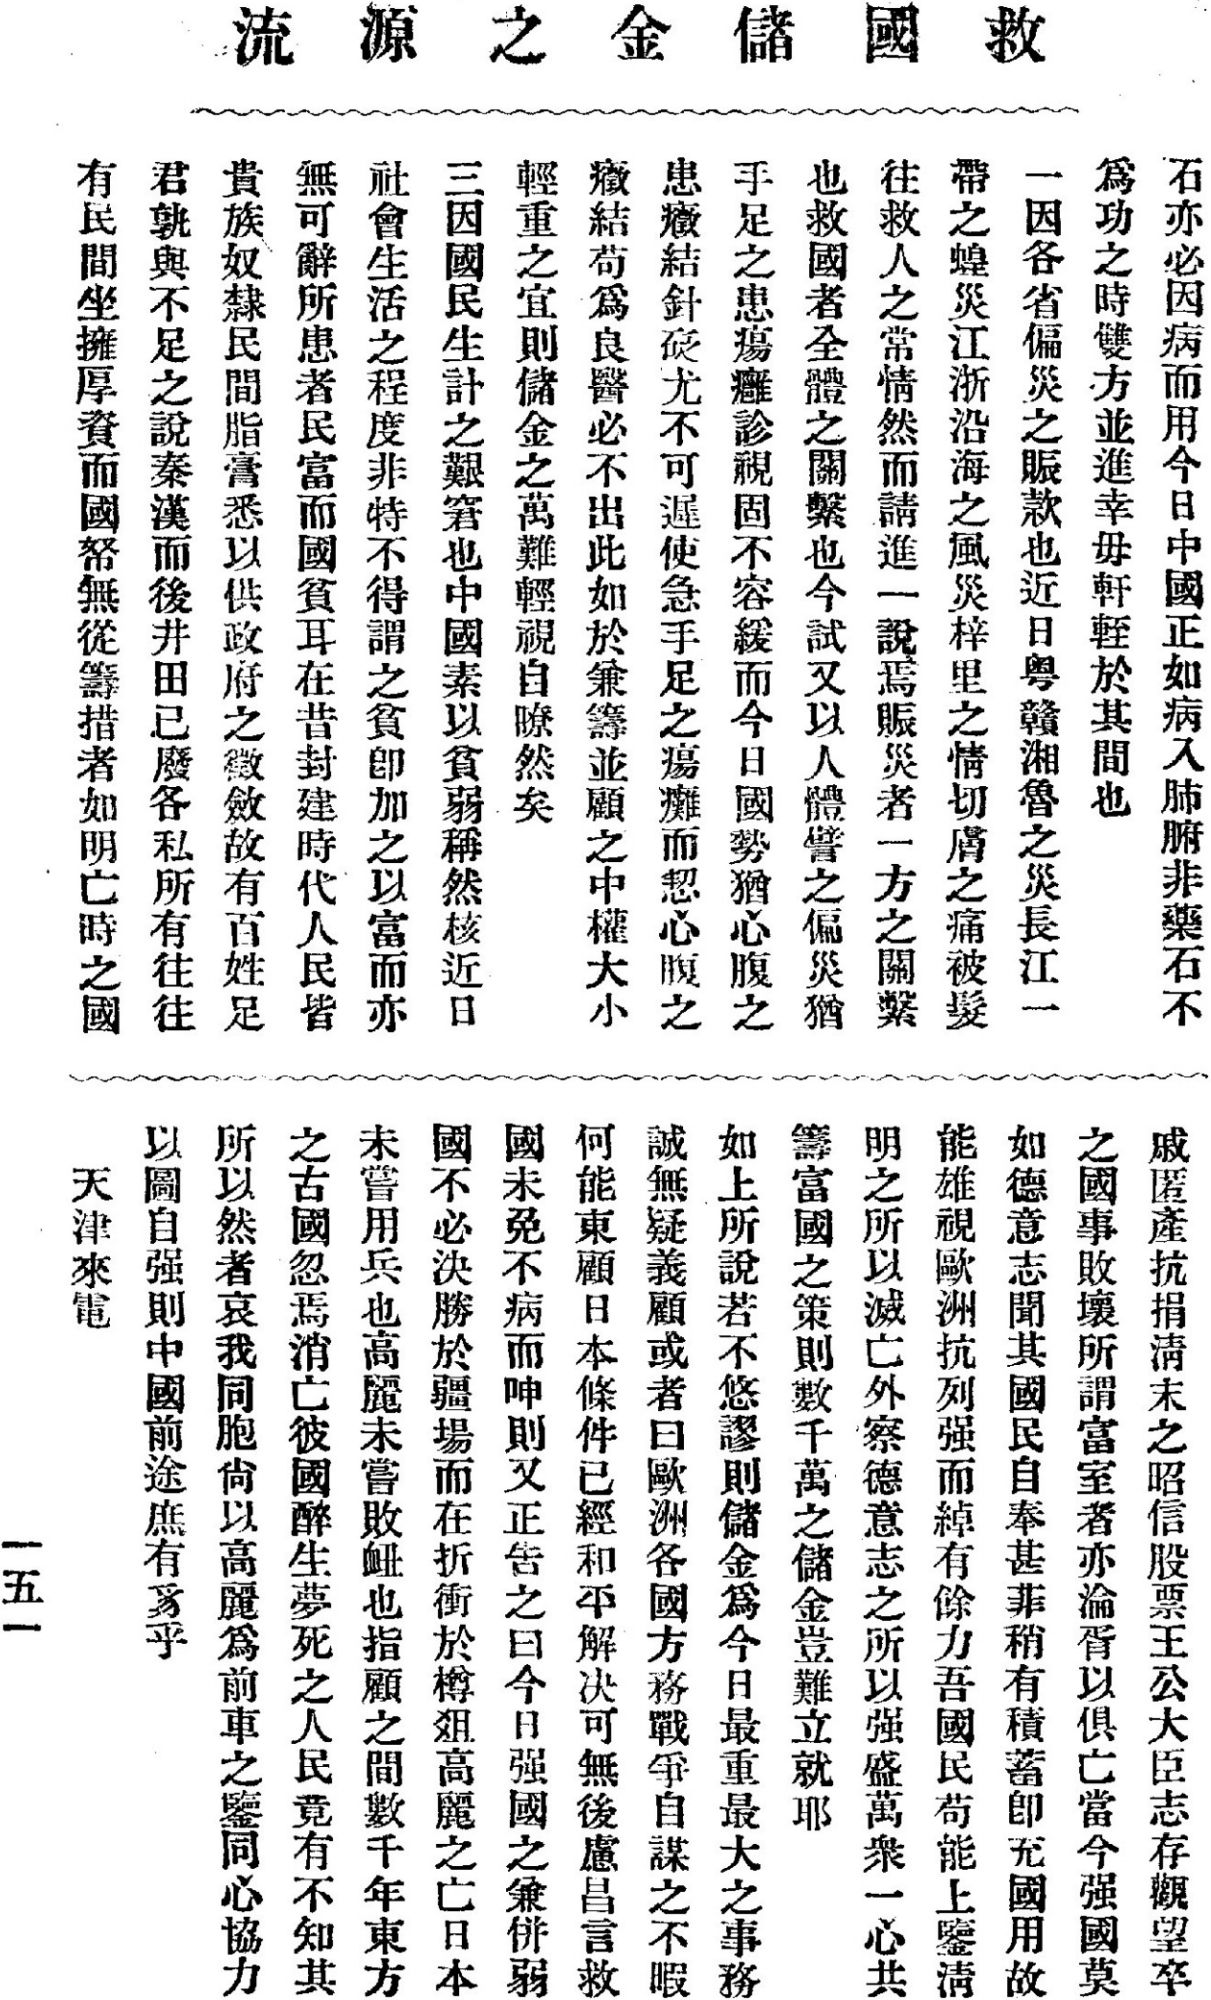 救國儲金之源流
石亦必因病而用今日中國正如病入肺腑非藥石不
爲功之時雙方並進幸毋軒輊於其間也
一因各省偏災之賑款也近日粤贛湘魯之災長江一
帶之蝗災江浙沿海之風災梓里之情切膚之痛被髮
往救人之常情然而請進一說焉賑災者一方之關繫
也救國者全體之關繫也今試又以人體譬之偏災猶
手足之患瘍癱診視固不容緩而今日國勢猶心腹之
患癥結針砭尤不可遲使急手足之瘍癱而恝心腹之
癥結苟爲良醫必不出此如於兼籌並顧之中權大小
輕重之宜則儲金之萬難輕視自暸然矣
三因國民生計之艱窘也中國素以貧弱稱然核近日
社會生活之程度非特不得謂之貧卽加之以富而亦
無可辭所患者民富而國貧耳在昔封建時代人民皆
貴族奴隸民間脂膏悉以供政府之徵斂故有百姓足
君孰與不足之說秦漢而後井田已廢各私所有往往
有民間坐擁厚資而國帑無從籌措者如明亡時之國
戚匿產抗捐淸末之昭信股票王公大臣志存觀望卒
之國事敗壞所謂富室者亦淪胥以俱亡當今强國莫
如德意志聞其國民自奉甚菲稍有積蓄卽充國用故
能雄視歐洲抗列强而綽有餘力吾國民苟能上鑒淸
明之所以滅亡外察德意志之所以强盛萬衆一心共
籌富國之策則數千萬之儲金豈難立就耶
如上所說若不悠謬則儲金爲今日最重最大之事務
誠無疑義顧或者曰歐洲各國方務戰爭自謀之不暇
何能東顧日本條件已經和平解決可無後慮昌言救
國未免不病而呻則又正告之曰今日强國之兼併弱
國不必決勝於疆場而在折衝於樽俎高麗之亡日本
未嘗用兵也高麗未嘗敗衄也指顧之間數千年東方
之古國忽焉消亡彼國醉生夢死之人民竟有不知其
所以然者哀我同胞尙以高麗爲前車之鑒同心協力
以圖自强則中國前途庶有豸乎
天津來電
一五一